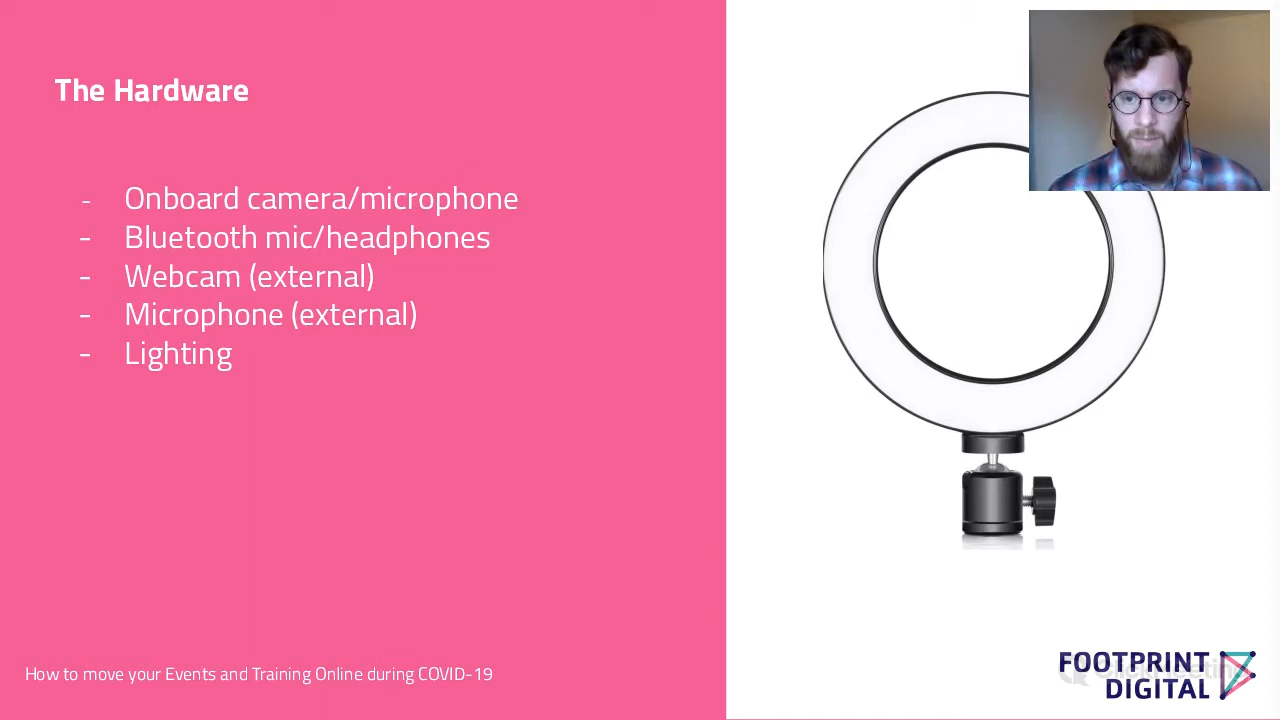 The Hardware
- Onboard camera/microphone
- Bluetooth mic/headphones
- Webcam (external)
- Microphone (external)
- Lighting
How to move your Events and Training Online during COVID-19
FOOTPRINT
DIGITAL